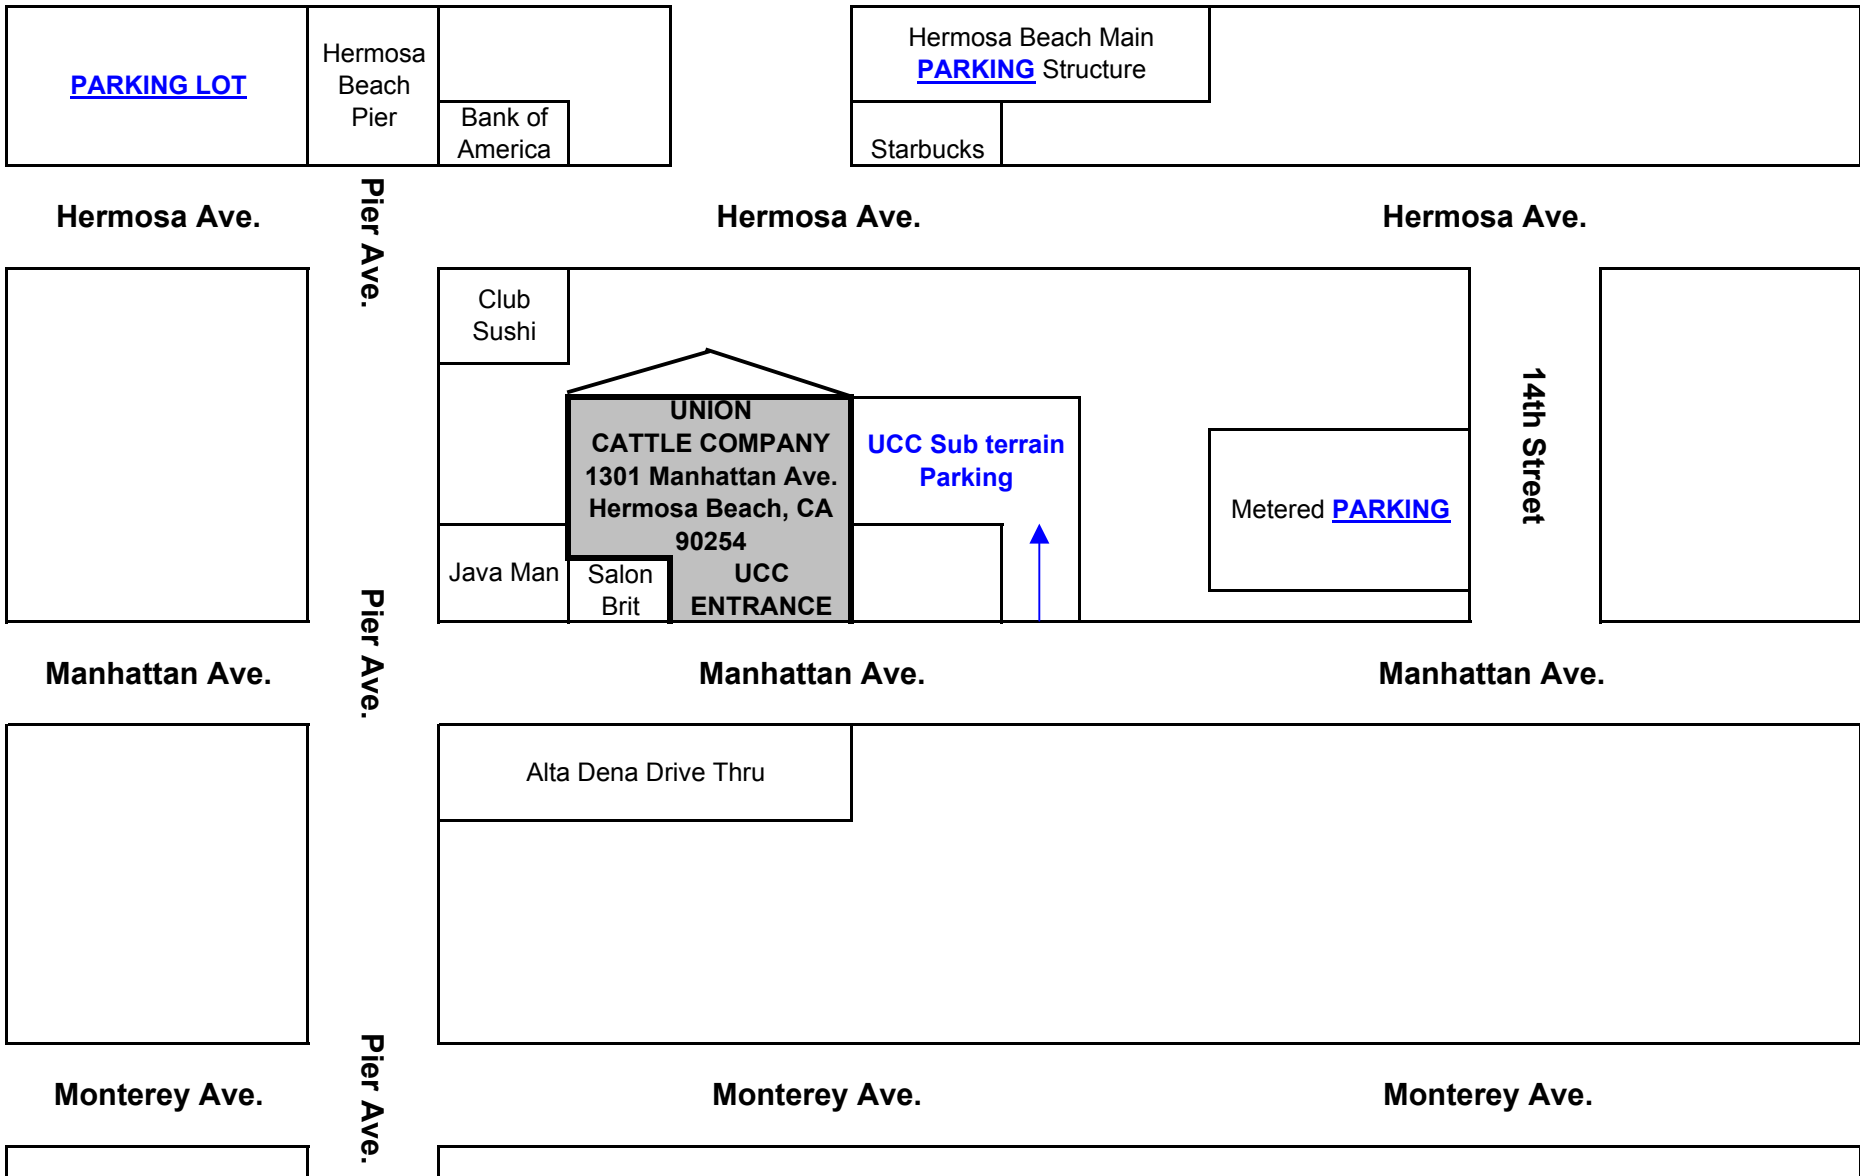 PARKING LOT
Hermosa
Beach
Pier
Bank of
America
Hermosa Beach Main
PARKING Structure
Starbucks
Hermosa Ave.
Pier Ave.
Hermosa Ave.
Hermosa Ave.
Club
Sushi
UNION
CATTLE COMPANY
1301 Manhattan Ave.
Hermosa Beach, CA
90254
UCC
ENTRANCE
UCC Sub terrain
Parking
Metered PARKING
14th Street
Java Man
Salon
Brit
Manhattan Ave.
Pier Ave.
Manhattan Ave.
Manhattan Ave.
Alta Dena Drive Thru
Monterey Ave.
Pier Ave.
Monterey Ave.
Monterey Ave.